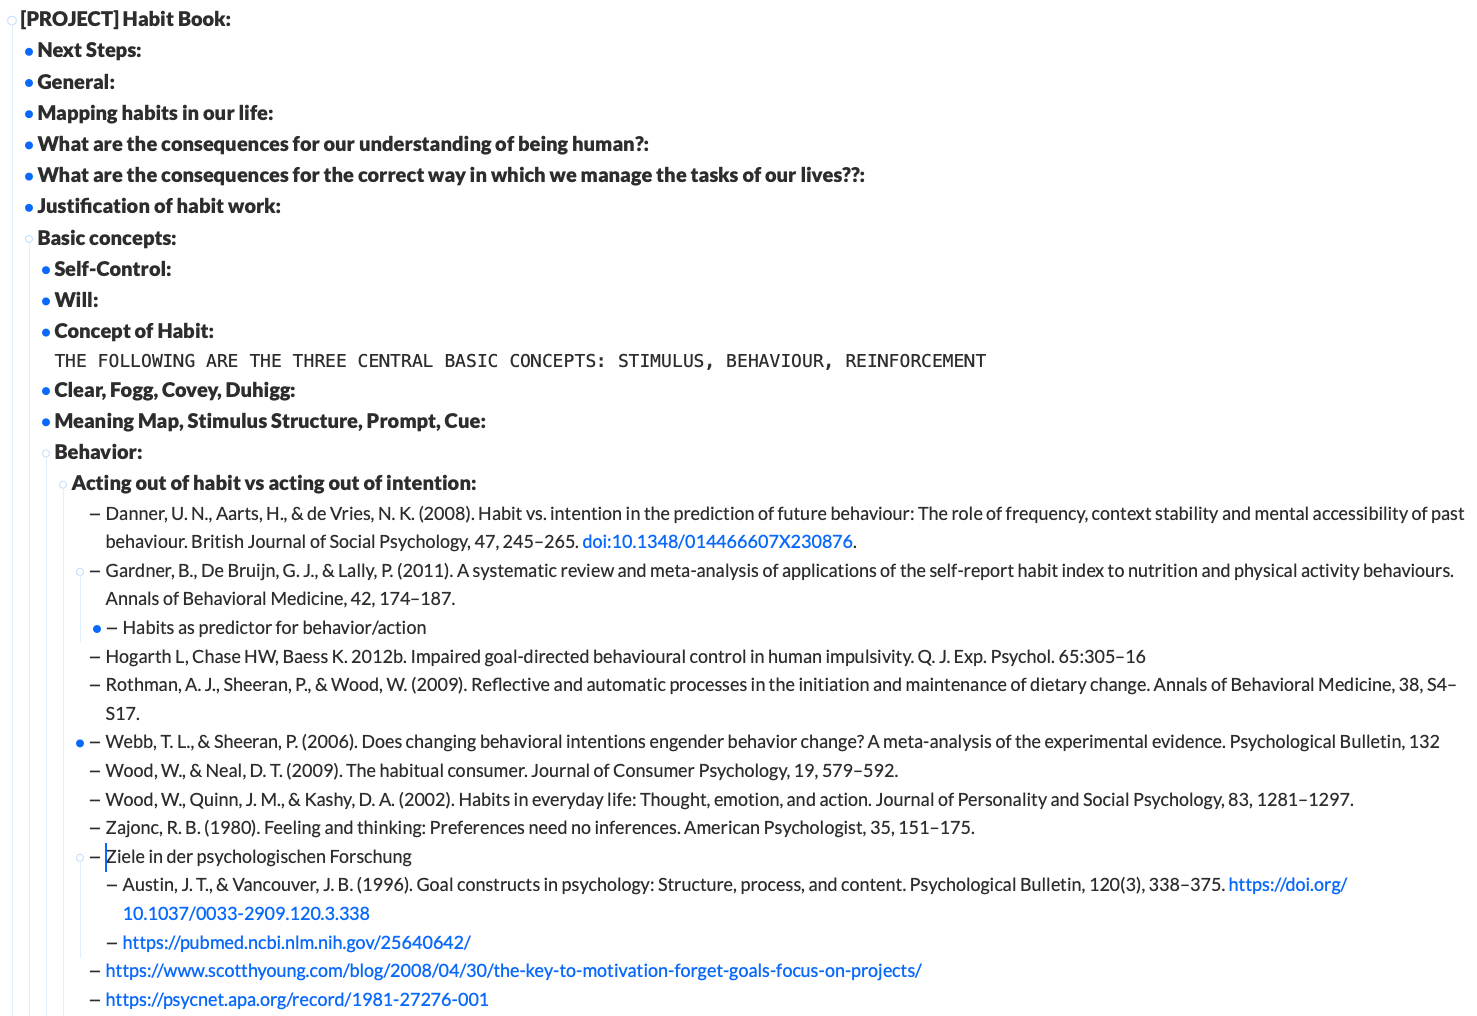 [PROJECT] Habit Book:
Next Steps:
General:
Mapping habits in our life:
What are the consequences for our understanding of being human?:
What are the consequences for the correct way in which we manage the tasks of our lives??:
Justification of habit work:
Basic concepts:
Self-Control:
Will:
Concept of Habit:
THE FOLLOWING ARE THE THREE CENTRAL BASIC CONCEPTS: STIMULUS, BEHAVIOUR, REINFORCEMENT
Clear, Fogg, Covey, Duhigg:
Meaning Map, Stimulus Structure, Prompt, Cue:
Behavior:
Acting out of habit vs acting out of intention:
– Danner, U. N., Aarts, H., & de Vries, N. K. (2008). Habit vs. intention in the prediction of future behaviour: The role of frequency, context stability and mental accessibility of past
behaviour. British Journal of Social Psychology, 47, 245–265. doi:10.1348/014466607X230876.
– Gardner, B., De Bruijn, G. J., & Lally, P. (2011). A systematic review and meta-analysis of applications of the self-report habit index to nutrition and physical activity behaviours.
Annals of Behavioral Medicine, 42, 174–187.
– Habits as predictor for behavior/action
– Hogarth L, Chase HW, Baess K. 2012b. Impaired goal-directed behavioural control in human impulsivity. Q. J. Exp. Psychol. 65:305–16
– Rothman, A. J., Sheeran, P., & Wood, W. (2009). Reflective and automatic processes in the initiation and maintenance of dietary change. Annals of Behavioral Medicine, 38, S4–
S17.
– Webb, T. L., & Sheeran, P. (2006). Does changing behavioral intentions engender behavior change? A meta-analysis of the experimental evidence. Psychological Bulletin, 132
– Wood, W., & Neal, D. T. (2009). The habitual consumer. Journal of Consumer Psychology, 19, 579–592.
– Wood, W., Quinn, J. M., & Kashy, D. A. (2002). Habits in everyday life: Thought, emotion, and action. Journal of Personality and Social Psychology, 83, 1281–1297.
– Zajonc, R. B. (1980). Feeling and thinking: Preferences need no inferences. American Psychologist, 35, 151–175.
– Ziele in der psychologischen Forschung
– Austin, J. T., & Vancouver, J. B. (1996). Goal constructs in psychology: Structure, process, and content. Psychological Bulletin, 120(3), 338–375. https://doi.org/
10.1037/0033-2909.120.3.338
– https://pubmed.ncbi.nlm.nih.gov/25640642/
– https://www.scotthyoung.com/blog/2008/04/30/the-key-to-motivation-forget-goals-focus-on-projects/
– https://psycnet.apa.org/record/1981-27276-001